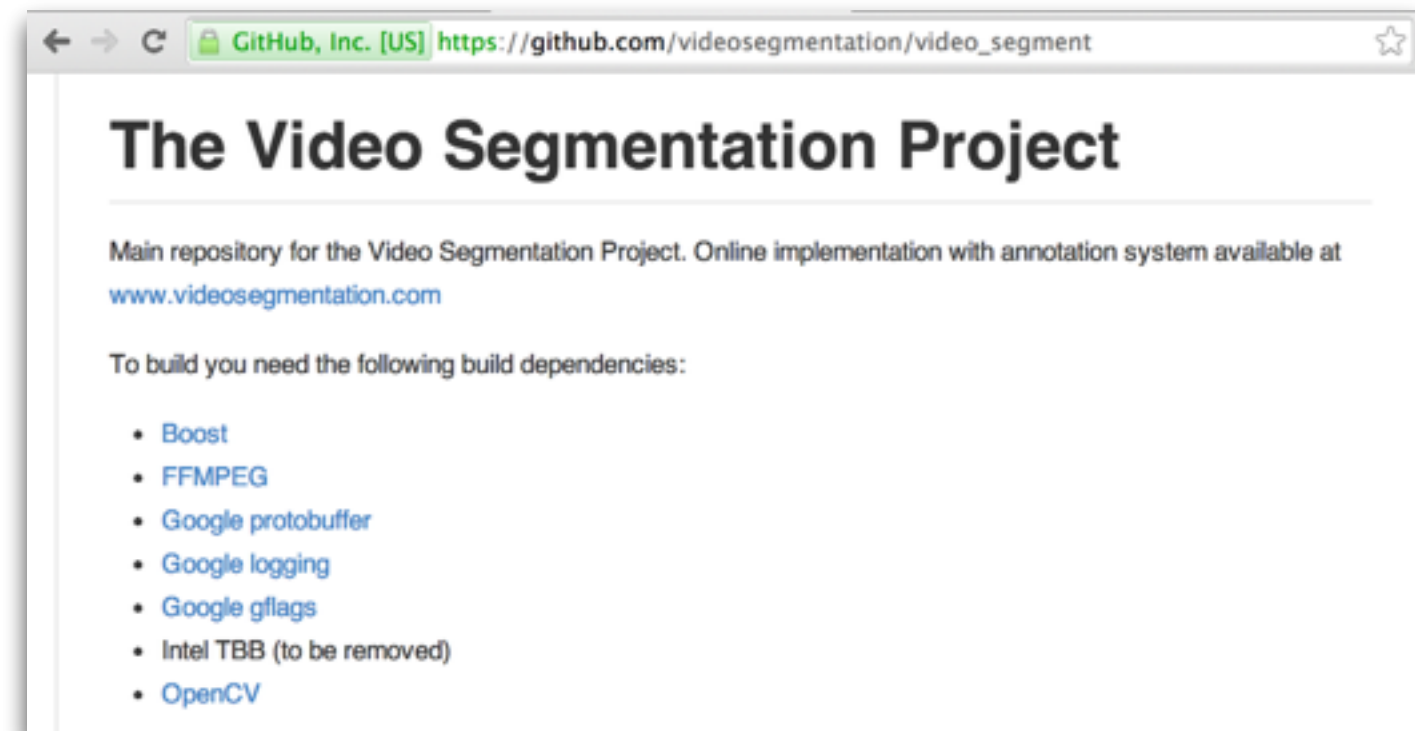 GitHub, Inc. [US] https://github.com/videosegmentation/video_segment
The Video Segmentation Project
Main repository for the Video Segmentation Project. Online implementation with annotation system available at
www.videosegmentation.com
To build you need the following build dependencies:
• Boost
• FFMPEG
• Google protobuffer
• Google logging
• Google gflags
• Intel TBB (to be removed)
• OpenCV